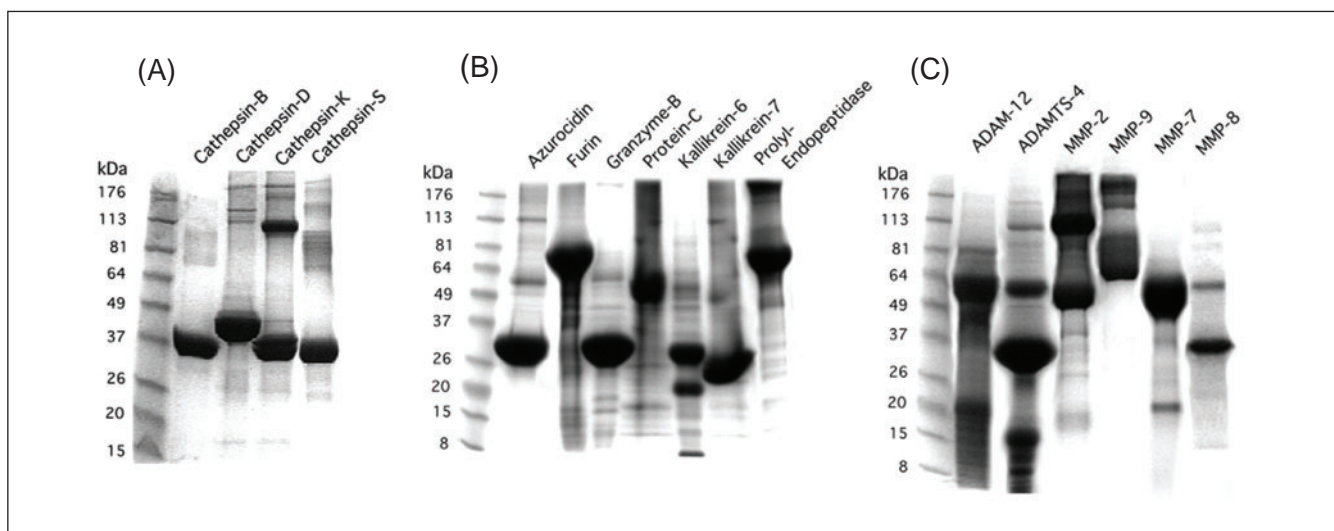 (A)
Cathepsin-B
Cathepsin-D
Cathepsin-K
Cathepsin-S
kDa
176
113
81
64
49
37
26
20
15
(B)
Azurocidin
Furin
Granzyme-B
Protein-C
Kallikrein-6
Kallikrein-7
Prolyl-
Endopeptidase
kDa
176
113
81
64
49
37
26
20
15
8
(C)
ADAM-12
ADAMTS-4
MMP-2
MMP-9
MMP-7
MMP-8
kDa
176
113
81
64
49
37
26
20
15
8